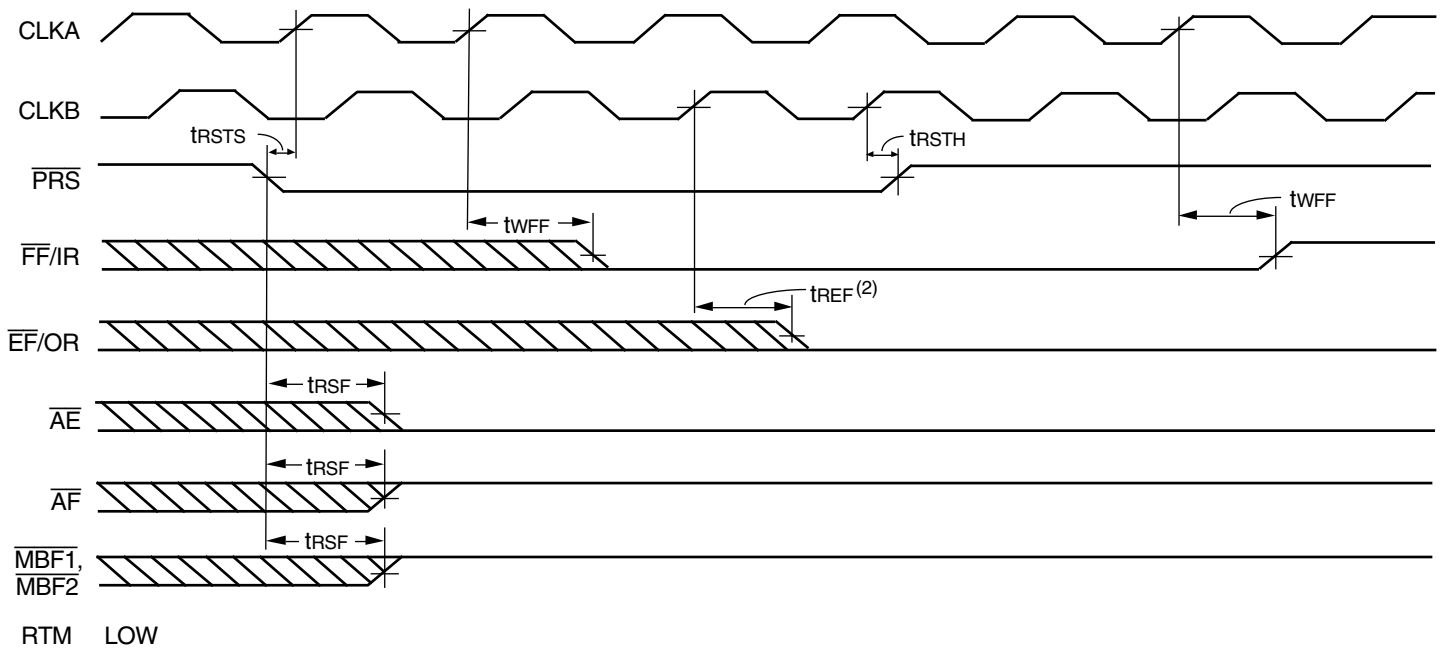 CLKA
CLKB
tRSTS
tRSTH
PRS
tWFF
tWFF
FF/IR
tREF(2)
EF/OR
tRSF
AE
tRSF
AF
tRSF
MBF1,
MBF2
RTM LOW